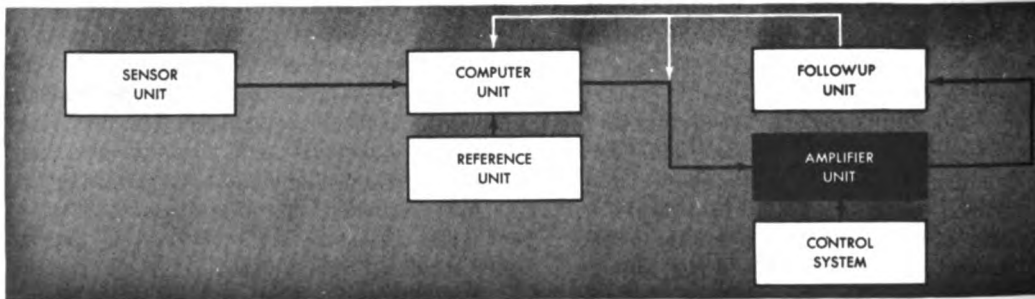 SENSOR
UNIT
COMPUTER
UNIT
FOLLOWUP
UNIT
REFERENCE
UNIT
AMPLIFIER
UNIT
CONTROL
SYSTEM